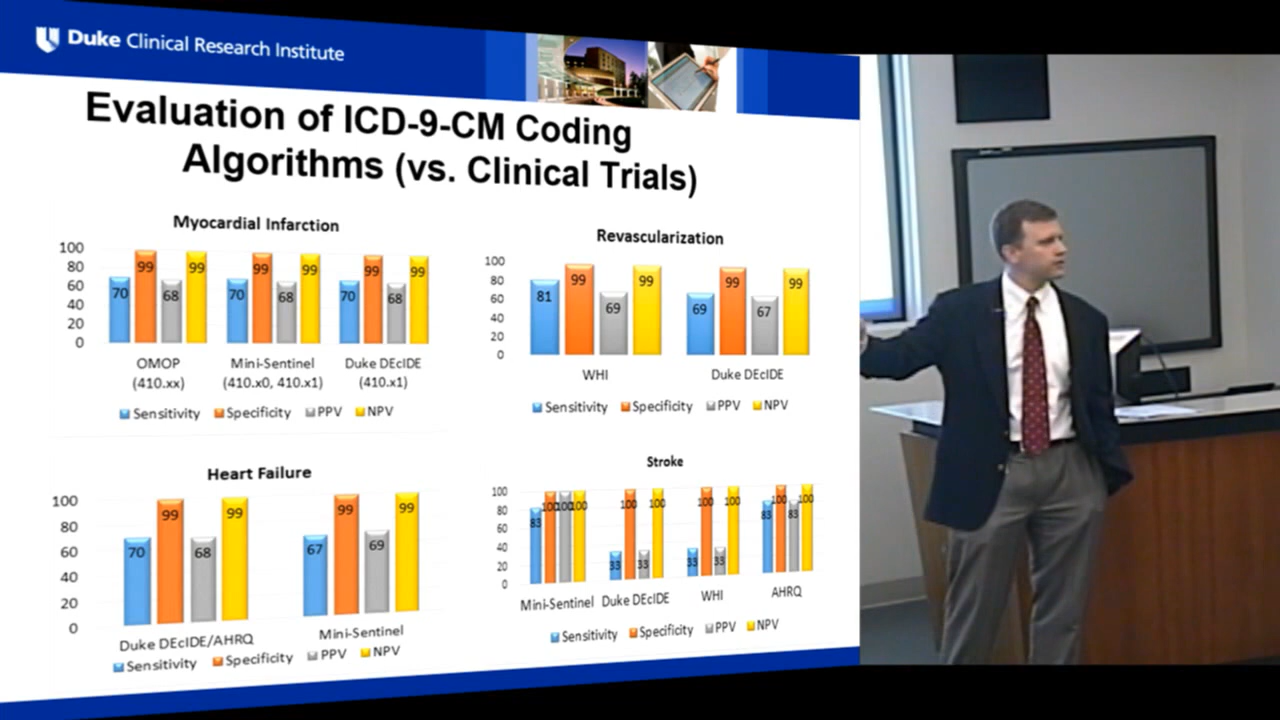 Duke Clinical Research Institute
Evaluation of ICD-9-CM Coding
Algorithms (vs. Clinical Trials)
Myocardial Infarction
100
80
60
40
20
0
70 99 68 99
70 99 68 99
70 99 68 99
OMOP
(410.xx)
Mini-Sentinel
(410.x0, 410.x1)
Duke DEcIDE
(410.x1)
Sensitivity Specificity PPV NPV
Revascularization
100
80
60
40
20
0
81 99 69 99
69 99 67 99
WHI Duke DEcIDE
Sensitivity Specificity PPV NPV
Heart Failure
100
80
60
40
20
0
70 99 68 99
67 99 69 99
Duke DEcIDE/AHRQ Mini-Sentinel
Sensitivity Specificity PPV NPV
Stroke
100
80
60
40
20
0
83 100 100 100
33 100 33 100
33 100 33 100
83 100 83 100
Mini-Sentinel Duke DEcIDE WHI AHRQ
Sensitivity Specificity PPV NPV